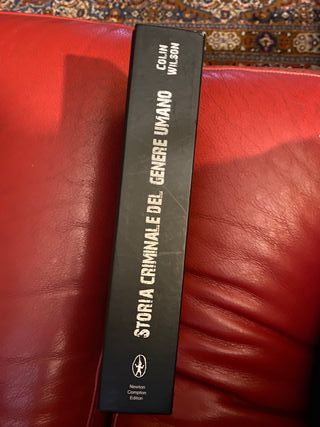 COLIN
WILSON
STORIA CRIMINALE DEL GENERE UMANO
Newton
Compton
Editori